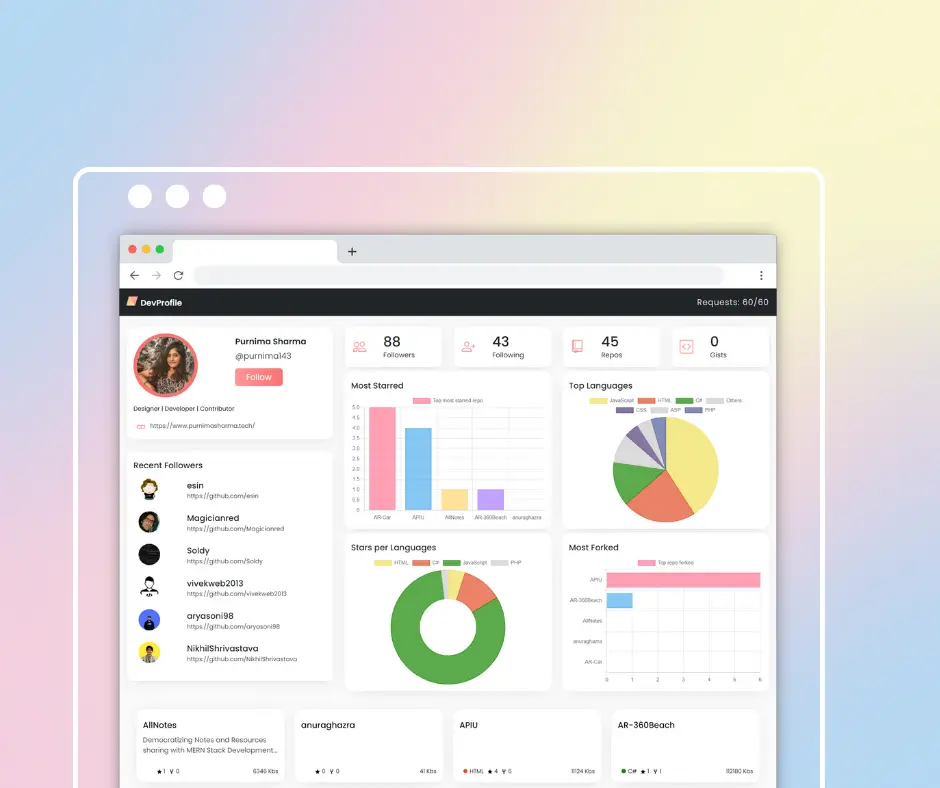 DevProfile
Requests: 60/60
Purnima Sharma
@purnima143
Follow
Designer | Developer | Contributor
https://www.purnimasharma.tech/
88
Followers
43
Following
45
Repos
0
Gists
Recent Followers
esin
https://github.com/esin
Magicianred
https://github.com/Magicianred
Soldy
https://github.com/Soldy
vivekweb2013
https://github.com/vivekweb2013
aryasoni98
https://github.com/aryasoni98
NikhilShrivastava
https://github.com/NikhilShrivastava
Most Starred
Top most starred repo
5.0
4.5
4.0
3.5
3.0
2.5
2.0
1.5
1.0
0.5
0
AR-Car APIU AllNotes AR-360Beach anuraghazra
Top Languages
JavaScript HTML C# Others
CSS ASP PHP
Stars per Languages
HTML C# JavaScript PHP
Most Forked
Top repo forked
APIU
AR-360Beach
AllNotes
anuraghazra
AR-Car
0 1 2 3 4 5 6
AllNotes
Democratizing Notes and Resources
sharing with MERN Stack Development...
1 0 6340 Kbs
anuraghazra
0 0 41 Kbs
APIU
HTML 4 6 11124 Kbs
AR-360Beach
C# 1 1 112180 Kbs